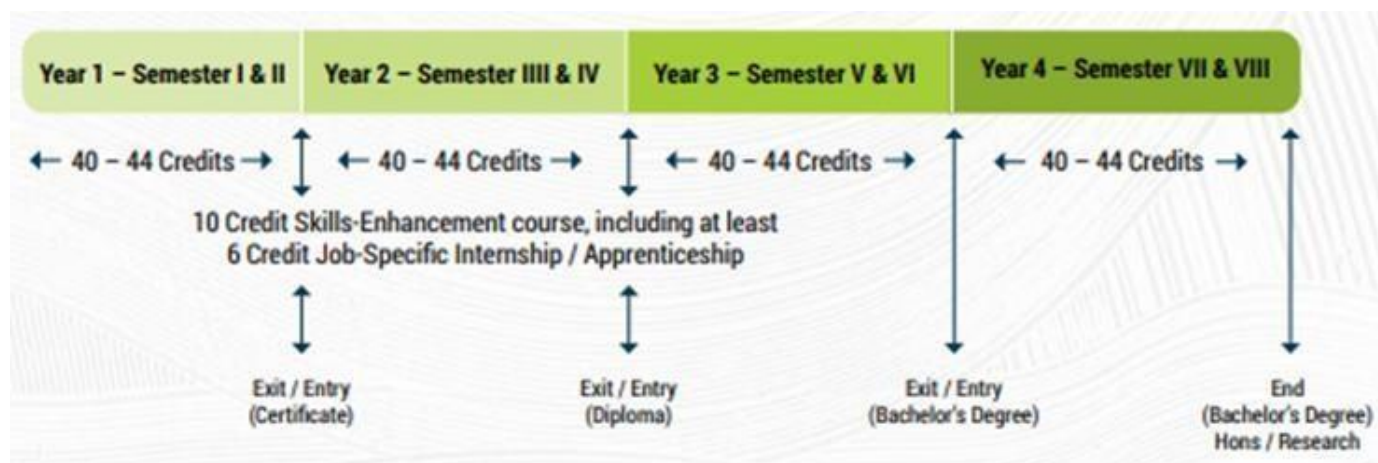 Year 1 – Semester I & II
Year 2 – Semester IIII & IV
Year 3 – Semester V & VI
Year 4 – Semester VII & VIII
40 – 44 Credits
40 – 44 Credits
40 – 44 Credits
40 – 44 Credits
10 Credit Skills-Enhancement course, including at least
6 Credit Job-Specific Internship / Apprenticeship
Exit / Entry
(Certificate)
Exit / Entry
(Diploma)
Exit / Entry
(Bachelor's Degree)
End
(Bachelor's Degree)
Hons / Research